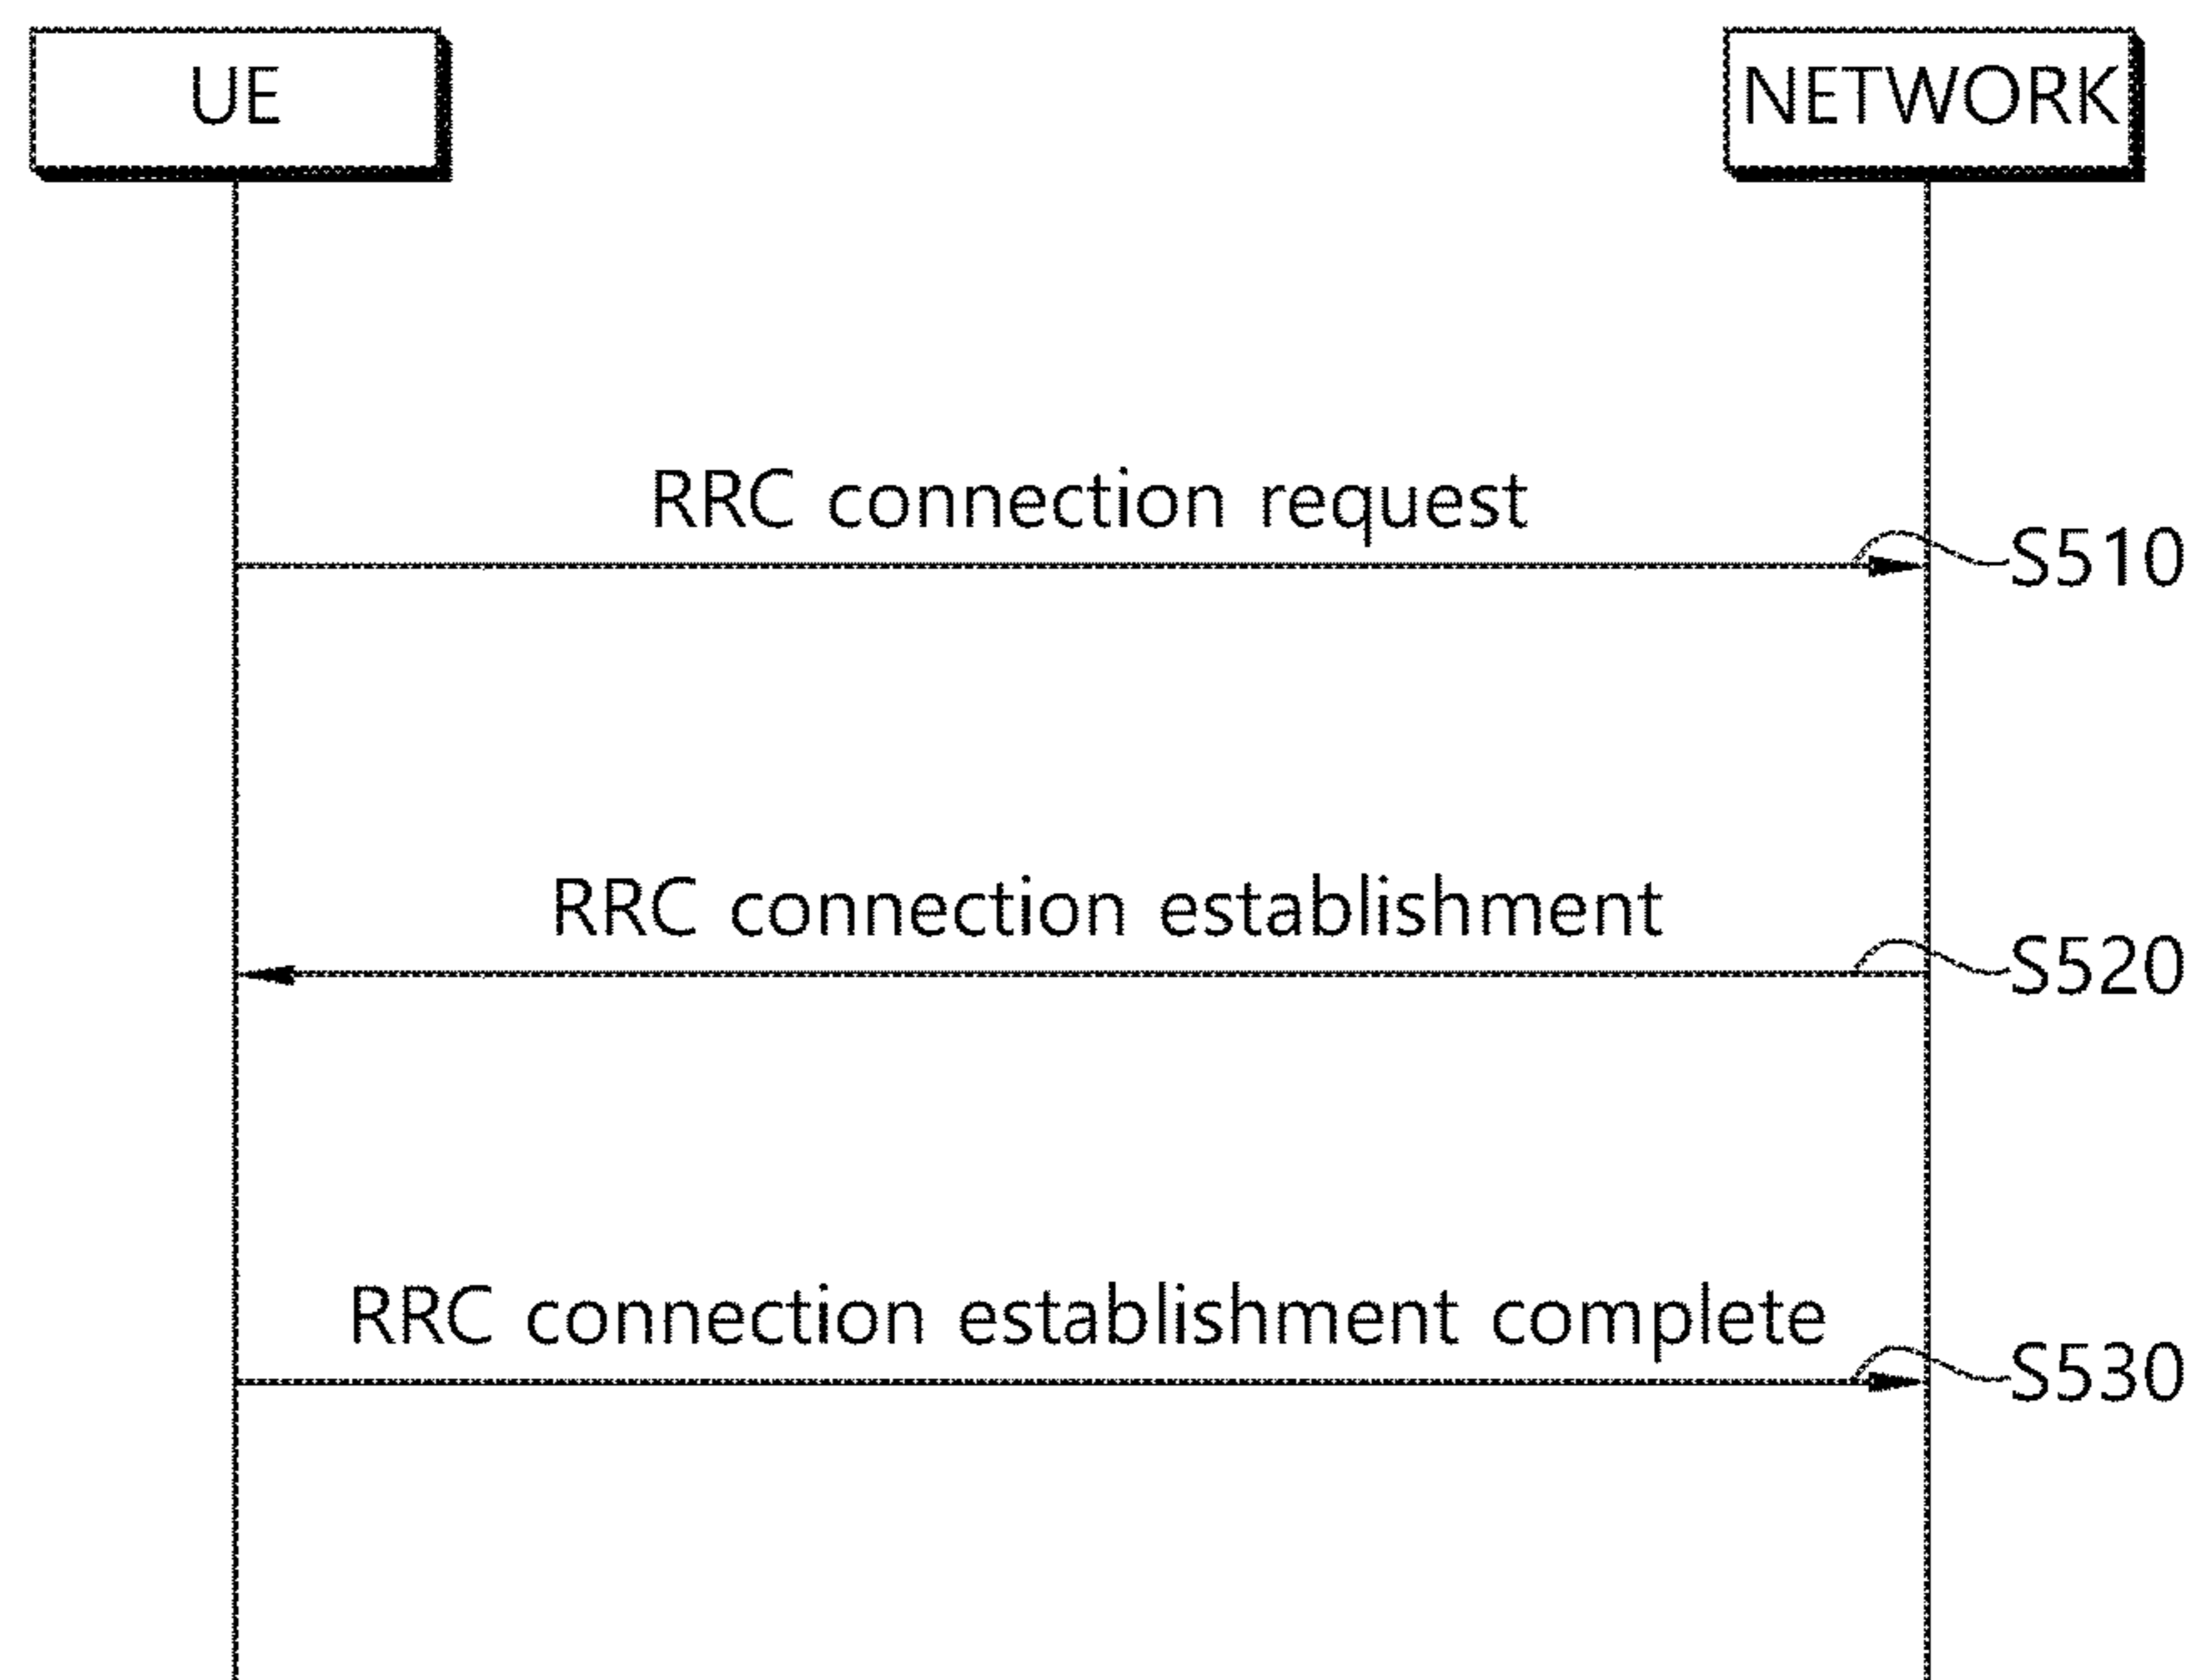 UE
NETWORK
RRC connection request
S510
RRC connection establishment
S520
RRC connection establishment complete
S530